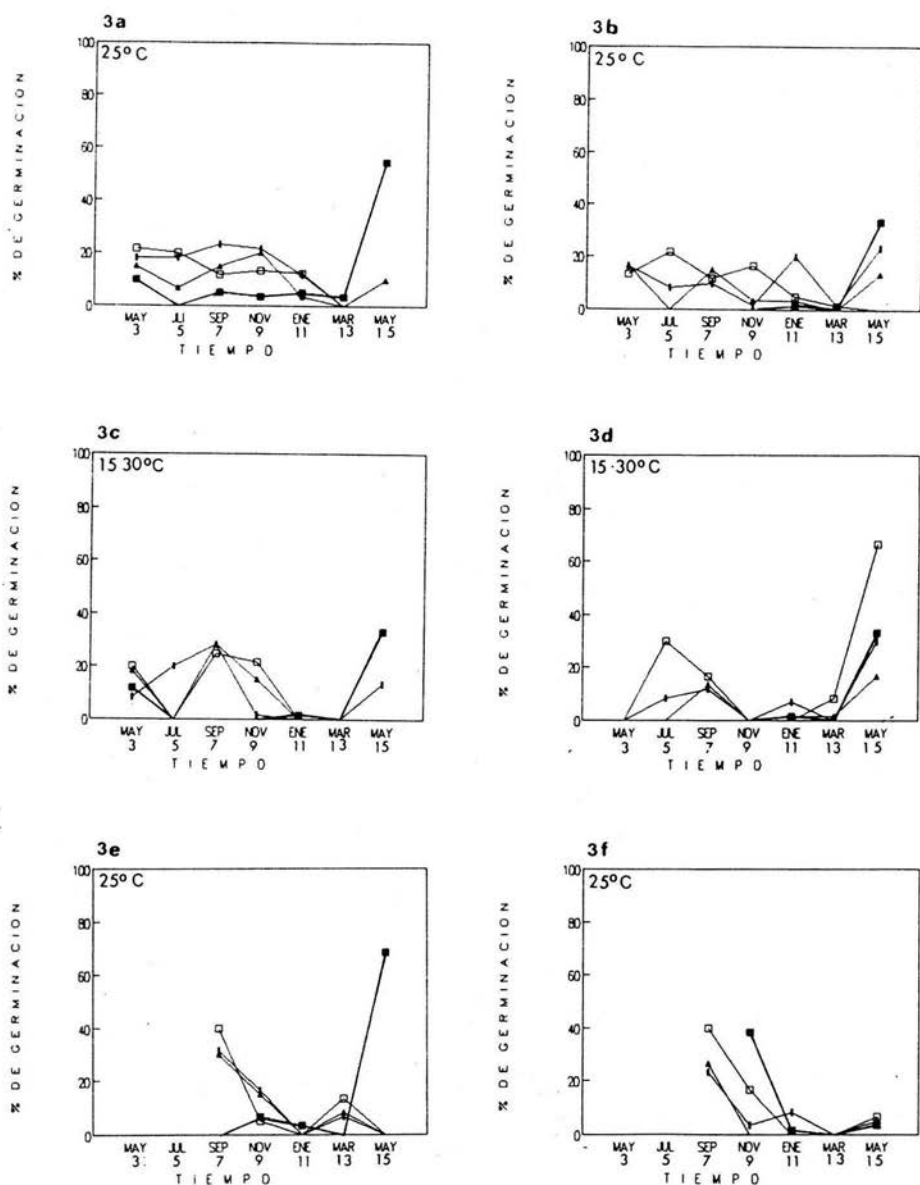 3a
25°C
% DE GERMINACION
100
80
60
40
20
0
MAY JUl SEP NOV ENE MAR MAY
3 5 7 9 11 13 15
TIEMPO
3b
25°C
% DE GERMINACION
100
80
60
40
20
0
MAY JUL SEP NOV ENE MAR MAY
3 5 7 9 11 13 15
TIEMPO
3c
15 30°C
% DE GERMINACION
100
80
60
40
20
0
MAY JUL SEP NOV ENE MAR MAY
3 5 7 9 11 13 15
TIEMPO
3d
15·30°C
% DE GERMINACION
100
80
60
40
20
0
MAY JUL SEP NOV ENE MAR MAY
3 5 7 9 11 13 15
TIEMPO
3e
25°C
% DE GERMINACION
100
80
60
40
20
0
MAY JUL SEP NOV ENE MAR MAY
3 5 7 9 11 13 15
TIEMPO
3f
25°C
% DE GERMINACION
100
80
60
40
20
0
MAY JUL SEP NOV ENE MAR MAY
3 5 7 9 11 13 15
TIEMPO